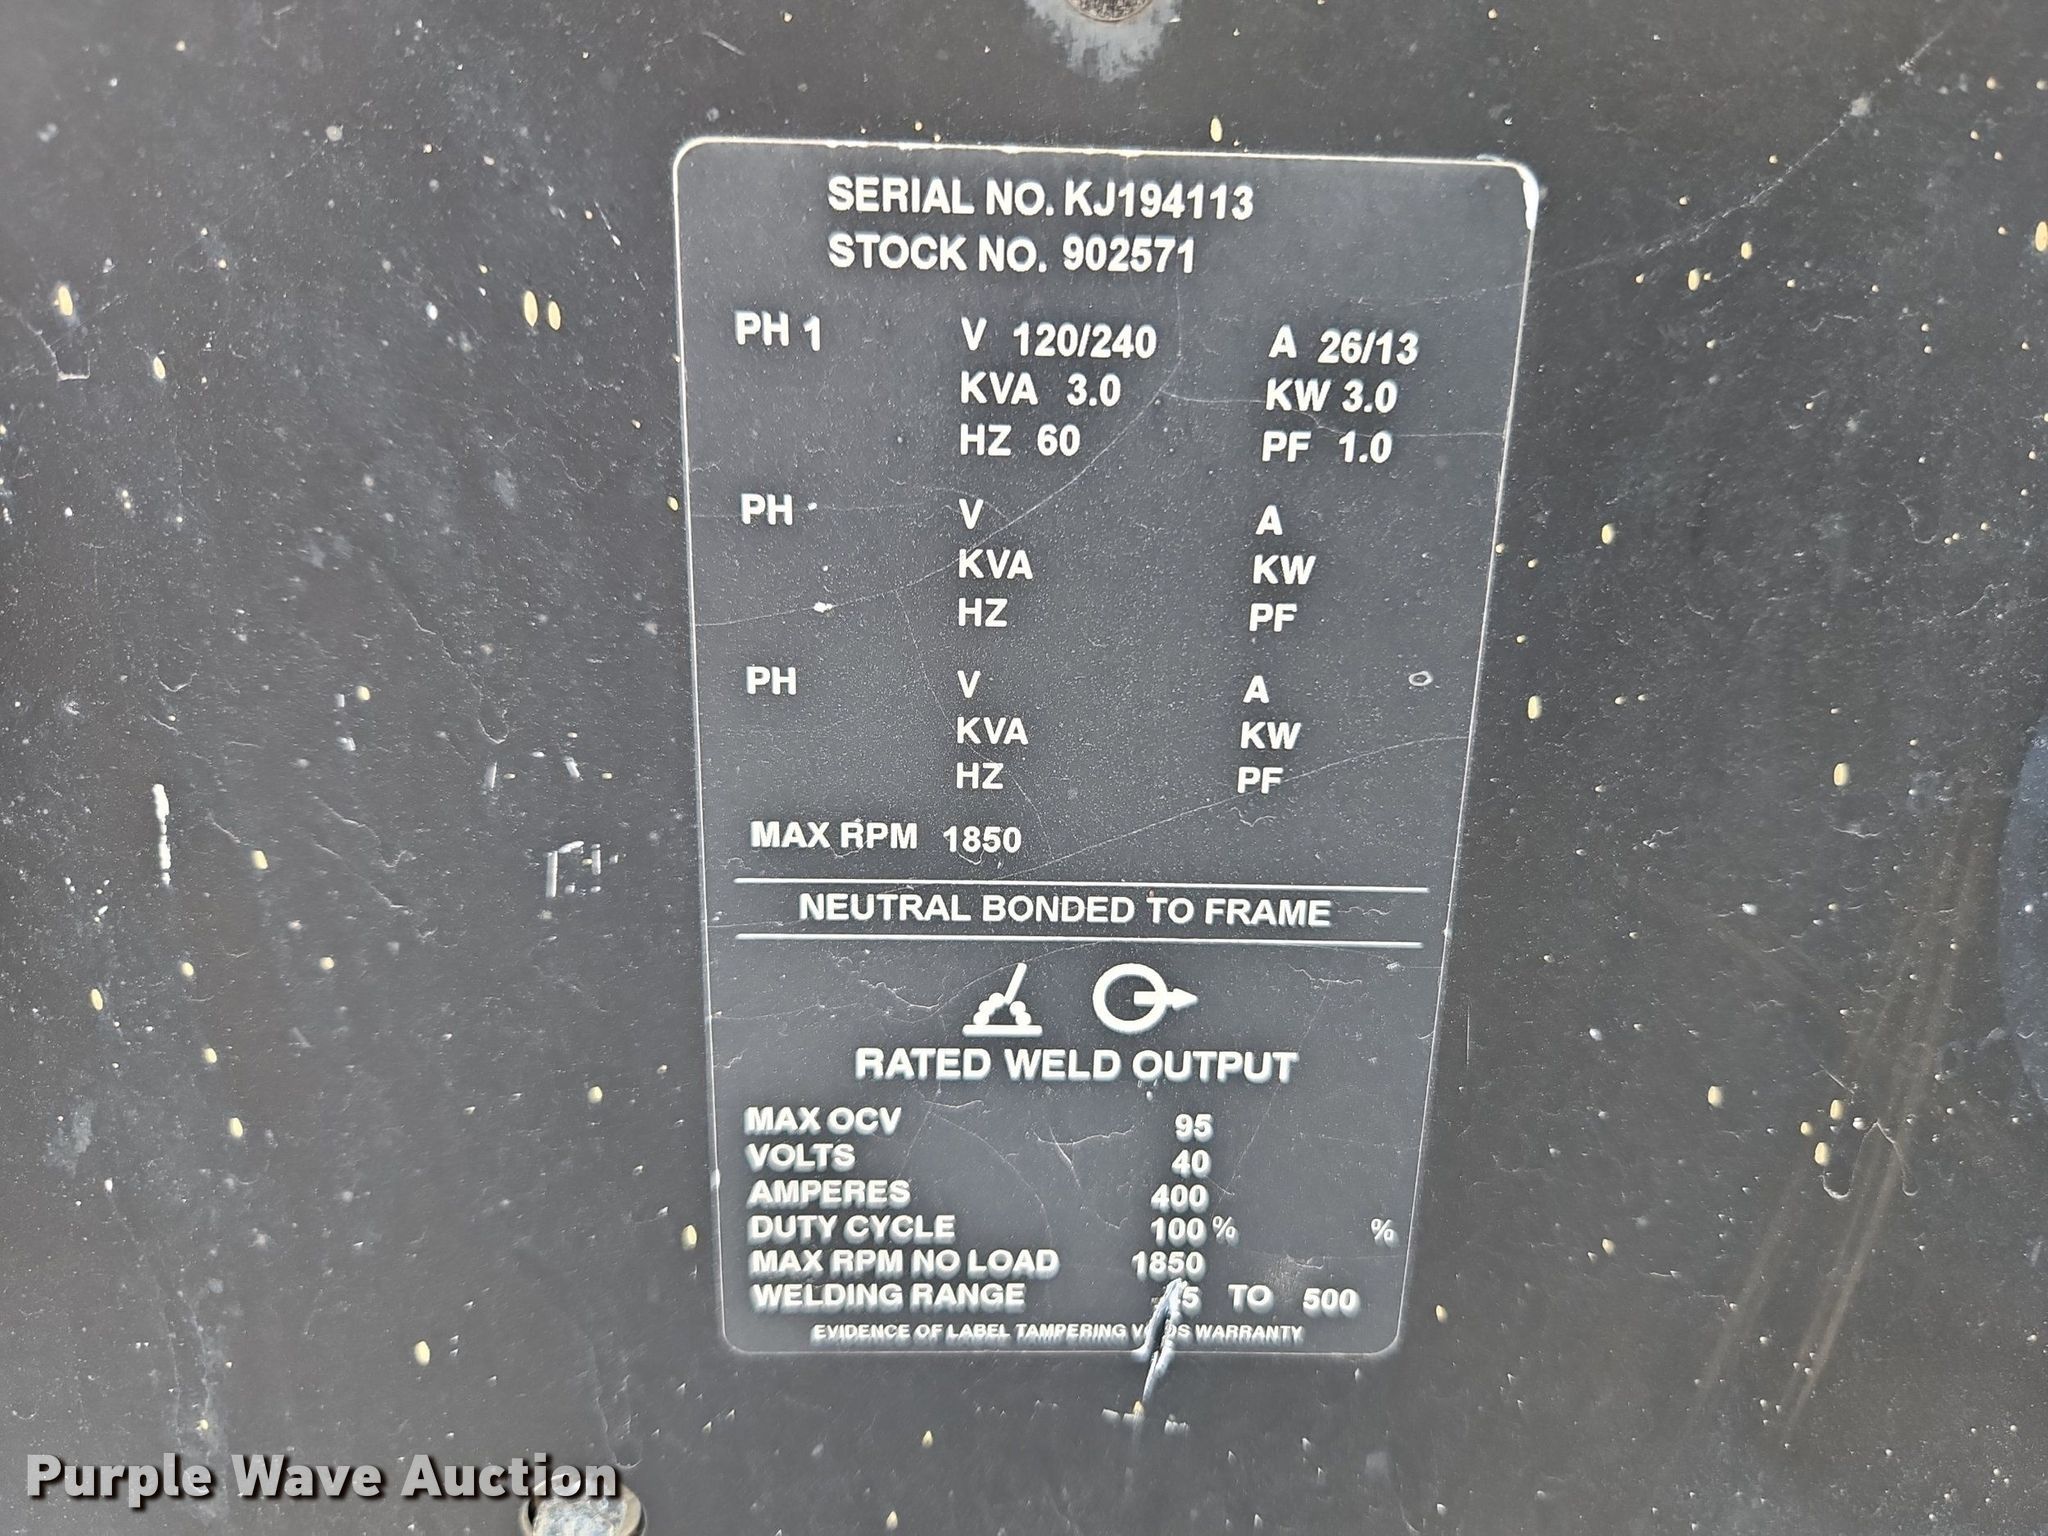 SERIAL NO. KJ194113
STOCK NO. 902571
PH 1 V 120/240 A 26/13
KVA 3.0 KW 3.0
HZ 60 PF 1.0
PH V A
KVA KW
HZ PF
PH V A
KVA KW
HZ PF
MAX RPM 1850
NEUTRAL BONDED TO FRAME
RATED WELD OUTPUT
MAX OCV 95
VOLTS 40
AMPERES 400
DUTY CYCLE 100 % %
MAX RPM NO LOAD 1850
WELDING RANGE TO 500
EVIDENCE OF LABEL TAMPERING WARRANTY
Purple Wave Auction